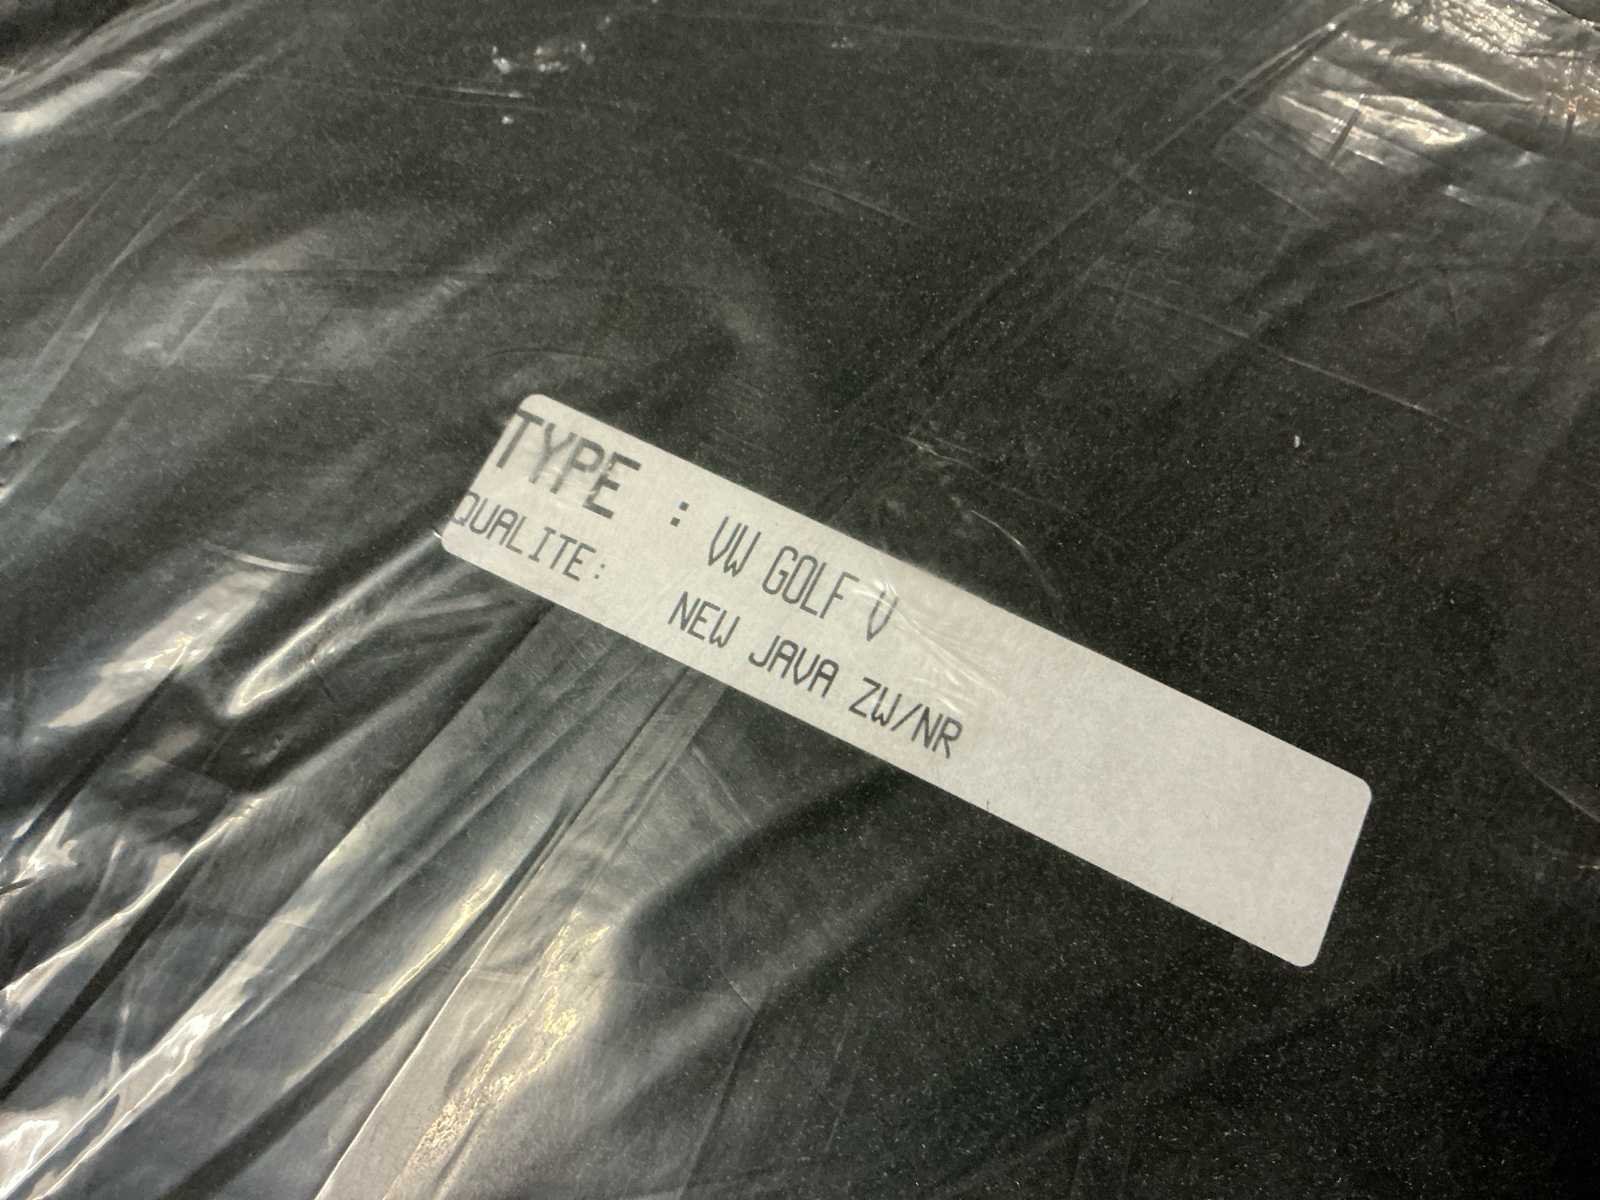 TYPE : VW GOLF V
QUALITE: NEW JAVA ZW/NR